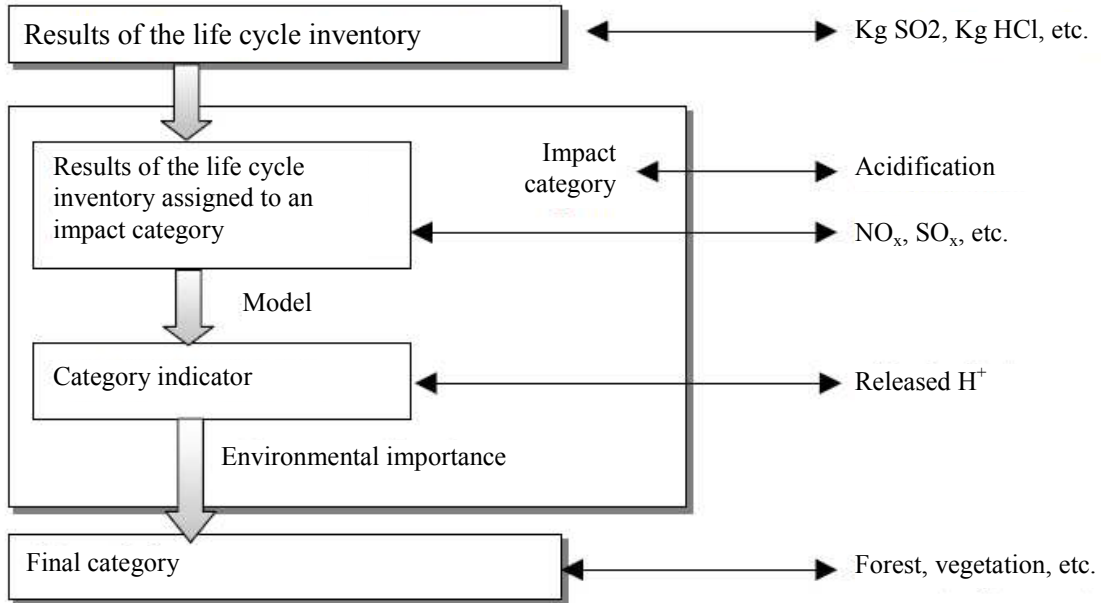 Results of the life cycle inventory
Kg SO2, Kg HCl, etc.
Results of the life cycle
inventory assigned to an
impact category
Impact
category
Acidification
NOₓ, SOₓ, etc.
Model
Category indicator
Released H⁺
Environmental importance
Final category
Forest, vegetation, etc.